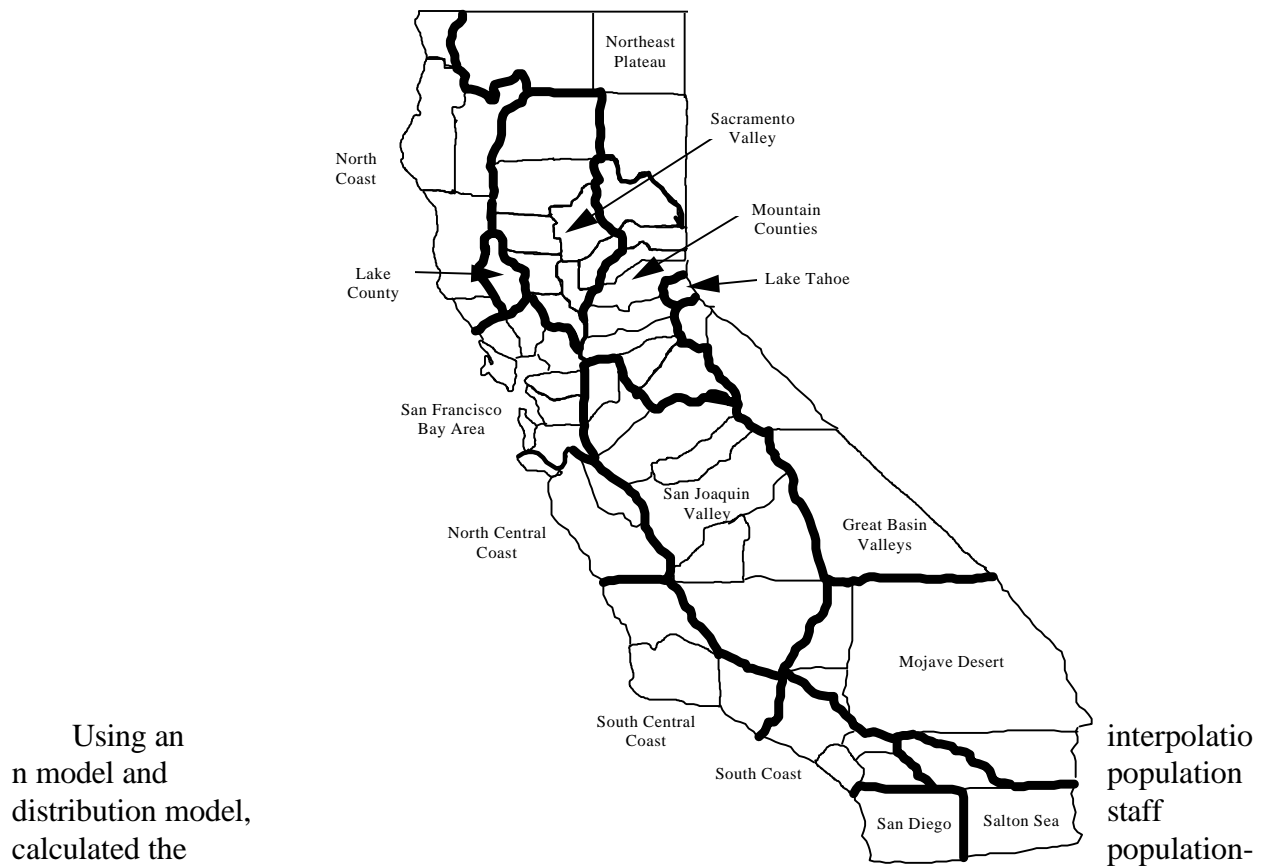 Northeast
Plateau
Sacramento
Valley
North
Coast
Mountain
Counties
Lake
County
Lake Tahoe
San Francisco
Bay Area
San Joaquin
Valley
North Central
Coast
Great Basin
Valleys
Mojave Desert
South Central
Coast
South Coast
San Diego
Salton Sea
Using an interpolatio
n model and population
distribution model, staff
calculated the population-